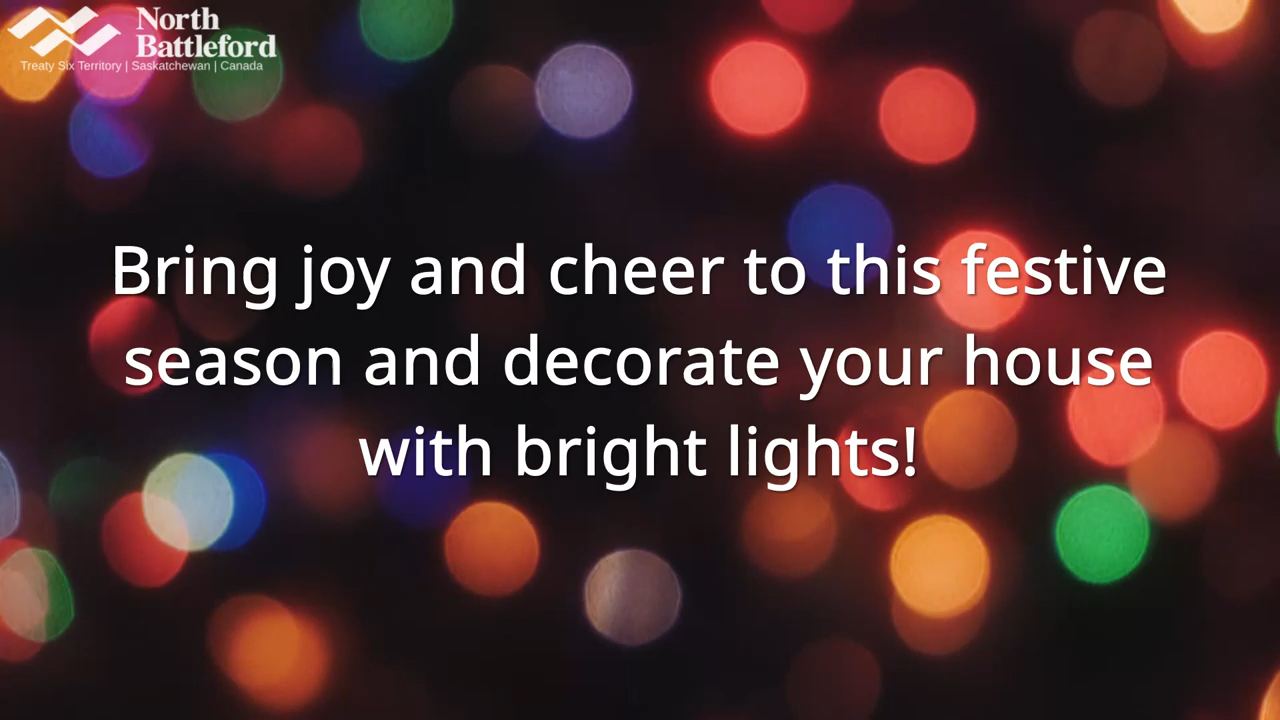 North
Battleford
Treaty Six Territory | Saskatchewan | Canada
Bring joy and cheer to this festive
season and decorate your house
with bright lights!